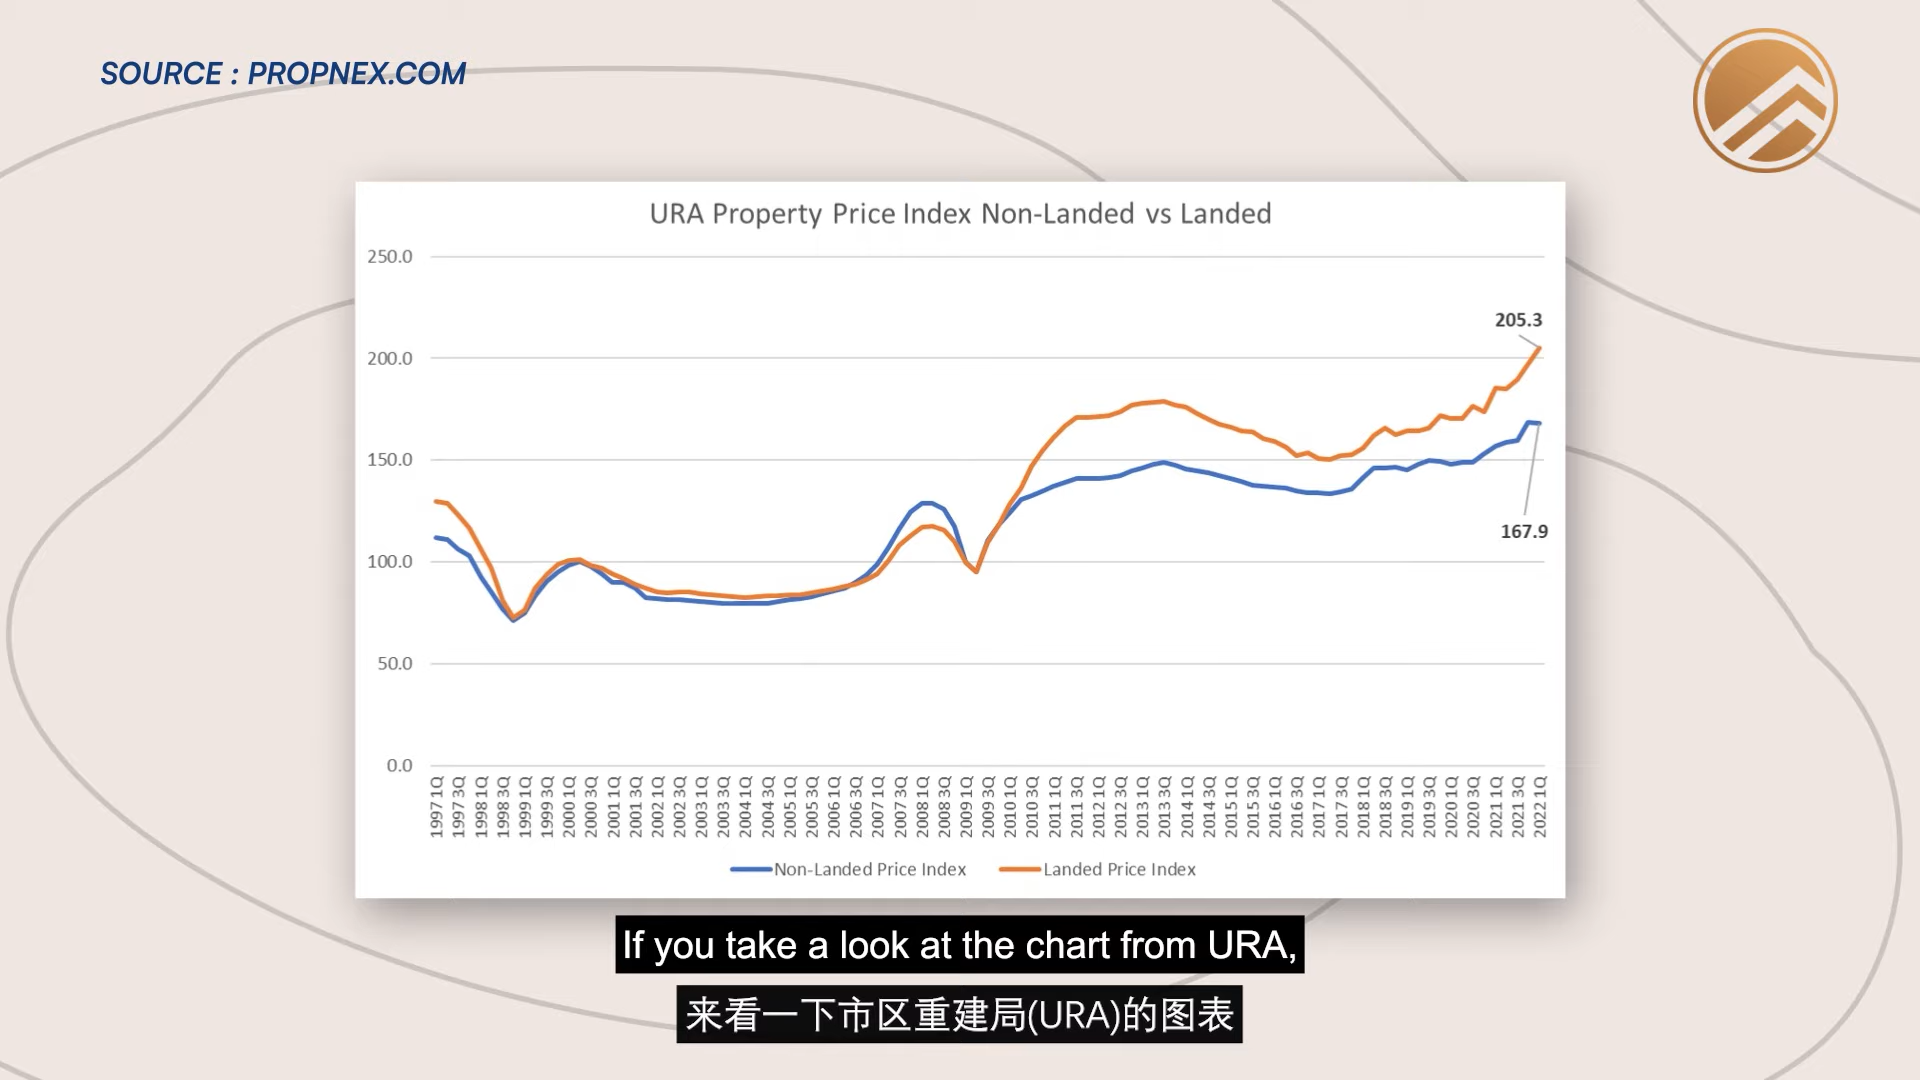 SOURCE : PROPNEX.COM
URA Property Price Index Non-Landed vs Landed
250.0
200.0
150.0
100.0
50.0
0.0
205.3
167.9
1997 1Q
1997 3Q
1998 1Q
1998 3Q
1999 1Q
1999 3Q
2000 1Q
2000 3Q
2001 1Q
2001 3Q
2002 1Q
2002 3Q
2003 1Q
2003 3Q
2004 1Q
2004 3Q
2005 1Q
2005 3Q
2006 1Q
2006 3Q
2007 1Q
2007 3Q
2008 1Q
2008 3Q
2009 1Q
2009 3Q
2010 1Q
2010 3Q
2011 1Q
2011 3Q
2012 1Q
2012 3Q
2013 1Q
2013 3Q
2014 1Q
2014 3Q
2015 1Q
2015 3Q
2016 1Q
2016 3Q
2017 1Q
2017 3Q
2018 1Q
2018 3Q
2019 1Q
2019 3Q
2020 1Q
2020 3Q
2021 1Q
2021 3Q
2022 1Q
Non-Landed Price Index
Landed Price Index
If you take a look at the chart from URA,
来看一下市区重建局(URA)的图表